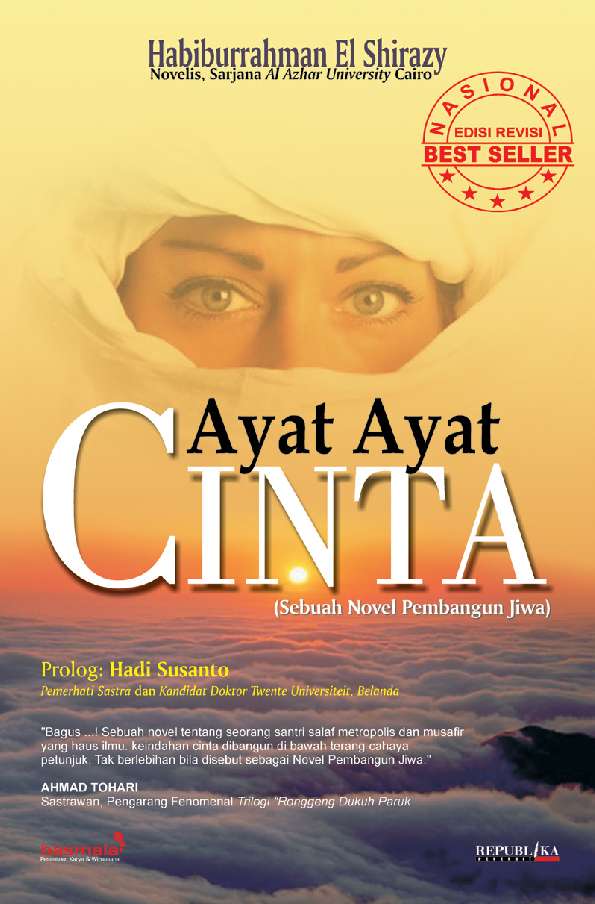 Habiburrahman El Shirazy
Novelis, Sarjana Al Azhar University Cairo
NASIONAL
EDISI REVISI
BEST SELLER
Ayat Ayat
CINTA
(Sebuah Novel Pembangun Jiwa)
Prolog: Hadi Susanto
Pemerhati Sastra dan Kandidat Doktor Twente Universiteit, Belanda
"Bagus ...! Sebuah novel tentang seorang santri salaf metropolis dan musafir
yang haus ilmu. keindahan cinta dibangun di bawah terang cahaya
petunjuk. Tak berlebihan bila disebut sebagai Novel Pembangun Jiwa."
AHMAD TOHARI
Sastrawan, Pengarang Fenomenal Trilogi "Ronggeng Dukuh Paruk
basmala
REPUBLIKA
PENERBIT